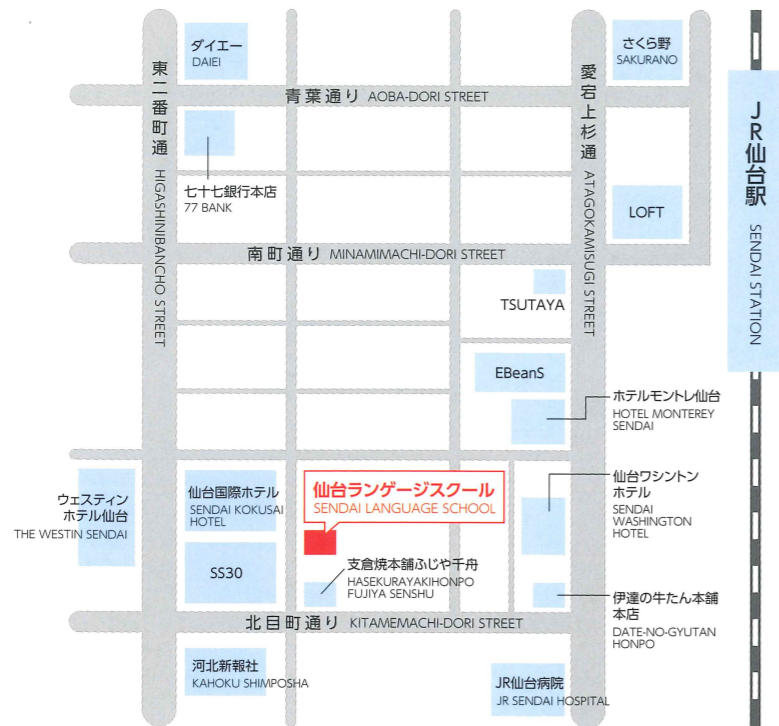 ダイエー
DAIEI
さくら野
SAKURANO
東二番町通 HIGASHINIBANCHO STREET
愛宕上杉通 ATAGOKAMISUGI STREET
JR仙台駅 SENDAI STATION
青葉通り AOBA-DORI STREET
七十七銀行本店
77 BANK
LOFT
南町通り MINAMIMACHI-DORI STREET
TSUTAYA
EBeanS
ホテルモントレ仙台
HOTEL MONTEREY
SENDAI
ウェスティン
ホテル仙台
THE WESTIN SENDAI
仙台国際ホテル
SENDAI KOKUSAI
HOTEL
仙台ランゲージスクール
SENDAI LANGUAGE SCHOOL
仙台ワシントン
ホテル
SENDAI
WASHINGTON
HOTEL
SS30
支倉焼本舗ふじや千舟
HASEKURAYAKIHONPO
FUJIYA SENSHU
伊達の牛たん本舗
本店
DATE-NO-GYUTAN
HONPO
北目町通り KITAMEMACHI-DORI STREET
河北新報社
KAHOKU SHIMPOSHA
JR仙台病院
JR SENDAI HOSPITAL